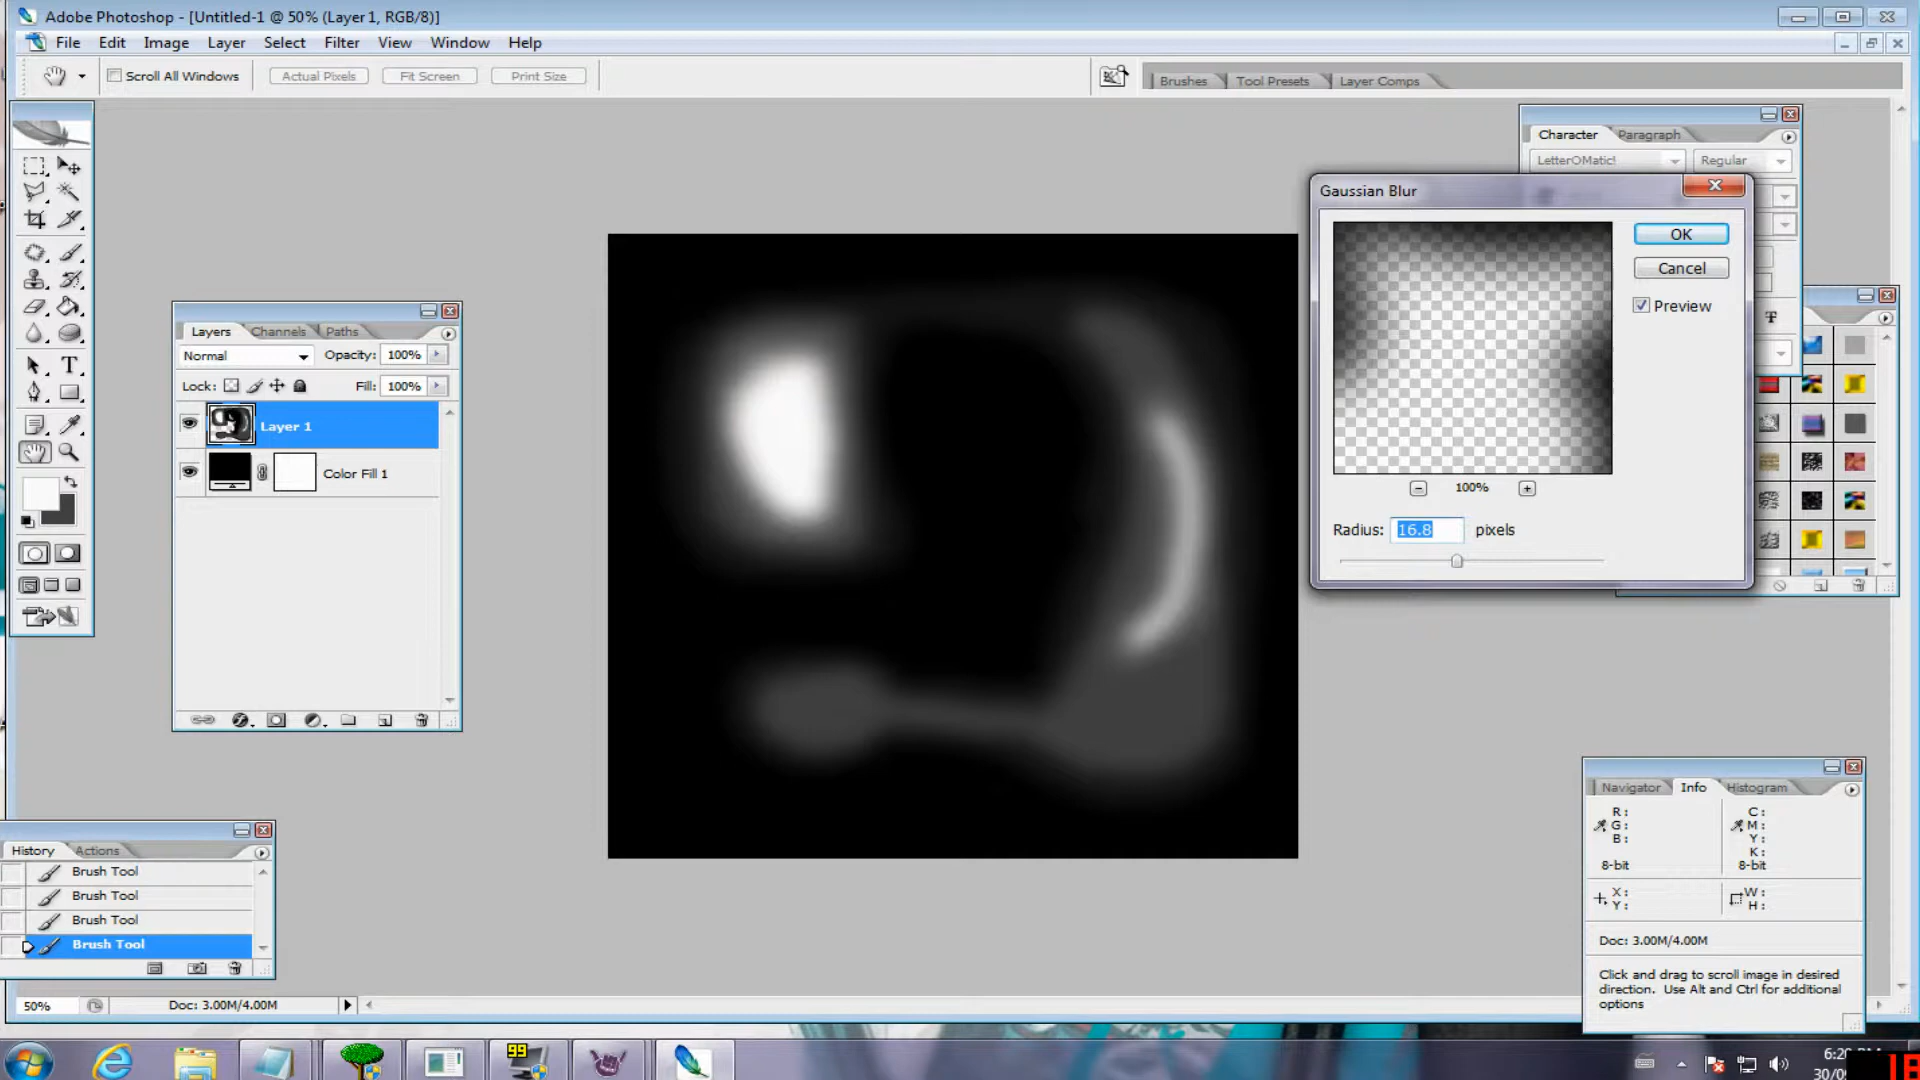 Adobe Photoshop - [Untitled-1 @ 50% (Layer 1, RGB/8)]
File Edit Image Layer Select Filter View Window Help
Scroll All Windows Actual Pixels Fit Screen Print Size
Brushes Tool Presets Layer Comps
Character Paragraph
LetterOMatic! Regular
Gaussian Blur
OK
Cancel
Preview
100%
Radius: 16.8 pixels
T
Layers Channels Paths
Normal Opacity: 100%
Lock: Fill: 100%
Layer 1
Color Fill 1
History Actions
Brush Tool
Brush Tool
Brush Tool
Brush Tool
Navigator Info Histogram
R: C:
G: M:
B: Y:
K:
8-bit 8-bit
X: W:
Y: H:
Doc: 3.00M/4.00M
Click and drag to scroll image in desired
direction. Use Alt and Ctrl for additional
options
50% Doc: 3.00M/4.00M
99